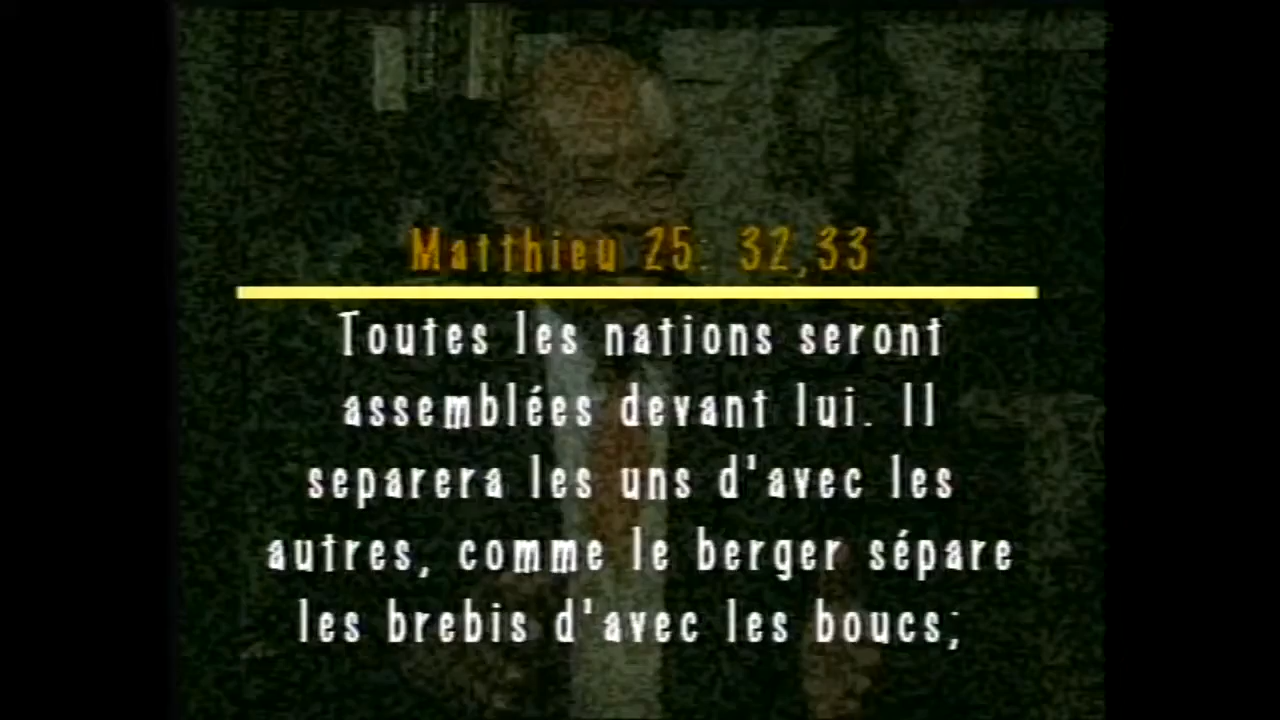 Matthieu 25: 32,33
Toutes les nations seront
assemblées devant lui. Il
separera les uns d'avec les
autres, comme le berger sépare
les brebis d'avec les boucs;